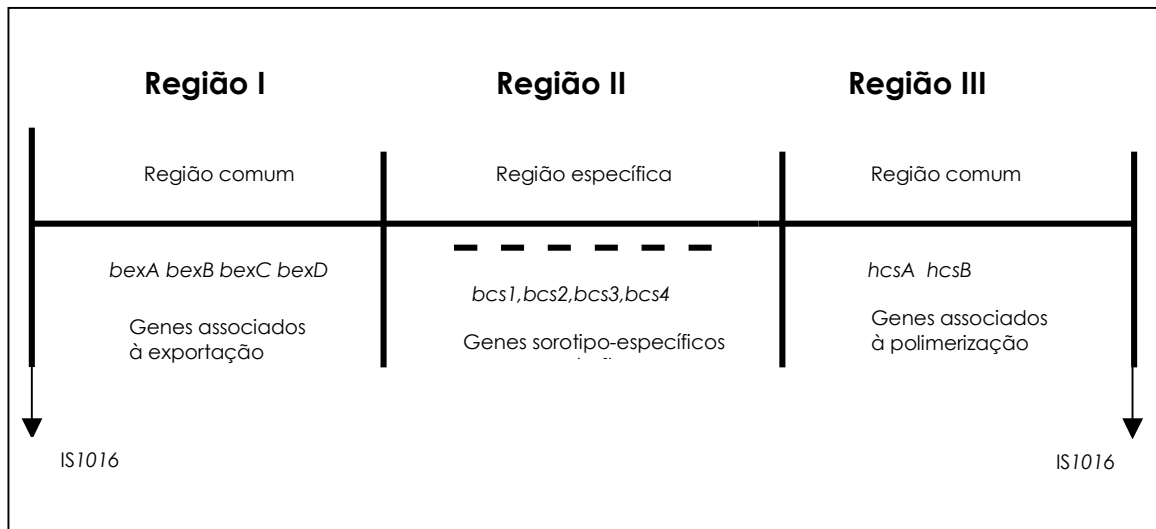 Região I
Região II
Região III
Região comum
Região específica
Região comum
bexA bexB bexC bexD
bcs1,bcs2,bcs3,bcs4
hcsA hcsB
Genes associados
à exportação
Genes sorotipo-específicos
Genes associados
à polimerização
IS1016
IS1016